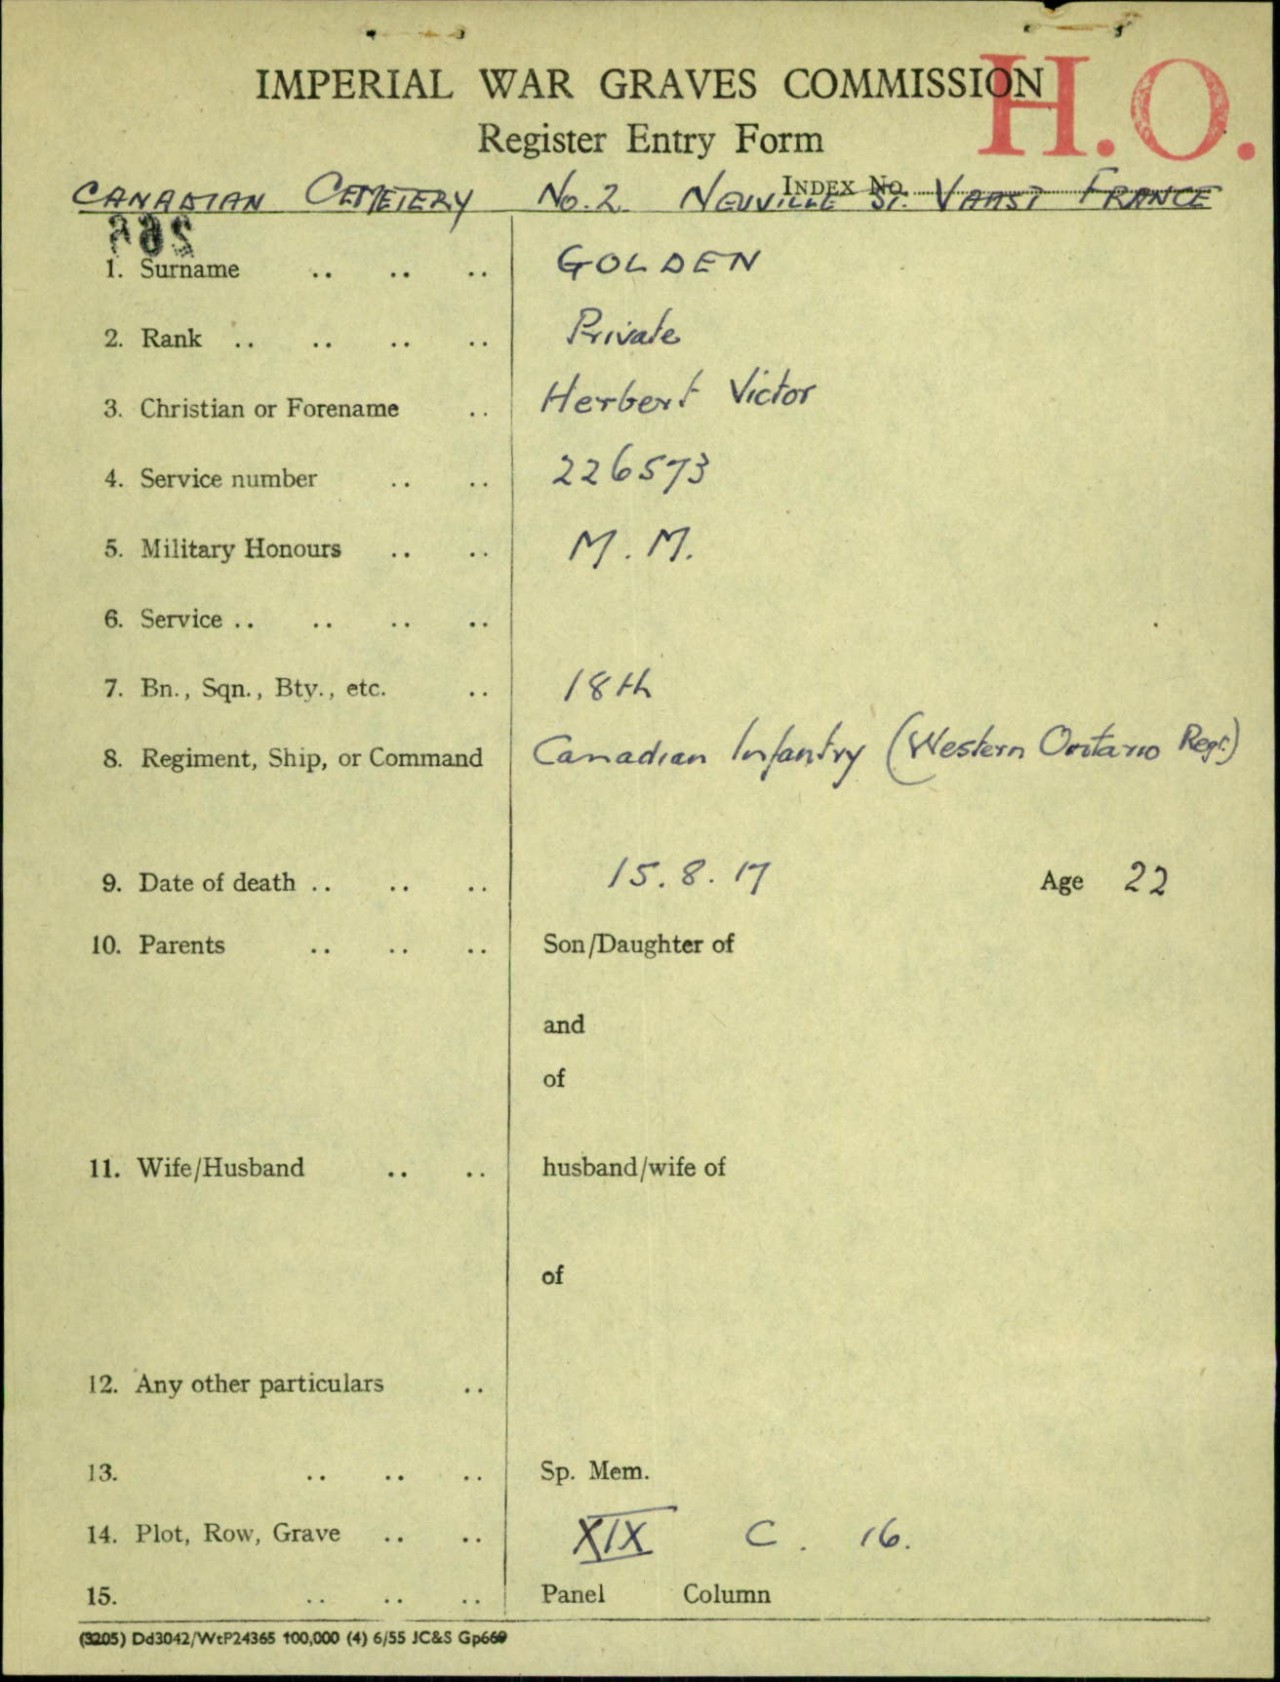 IMPERIAL WAR GRAVES COMMISSION
H.O.
Register Entry Form
INDEX No.
CANADIAN CEMETERY No. 2 NEUVILLE ST. VAAST FRANCE
1. Surname .. .. .. GOLDEN
2. Rank .. .. .. .. Private
3. Christian or Forename .. Herbert Victor
4. Service number .. .. 226573
5. Military Honours .. .. M.M.
6. Service .. .. .. ..
7. Bn., Sqn., Bty., etc. .. 18th
8. Regiment, Ship, or Command Canadian Infantry (Western Ontario Regt.)
9. Date of death .. .. .. 15.8.17 Age 22
10. Parents .. .. .. Son/Daughter of
and
of
11. Wife/Husband .. .. husband/wife of
of
12. Any other particulars ..
13. .. .. .. Sp. Mem.
14. Plot, Row, Grave .. .. XIX C. 16.
15. .. .. .. Panel Column
(3205) Dd3042/WtP24365 100,000 (4) 6/55 JC&S Gp669